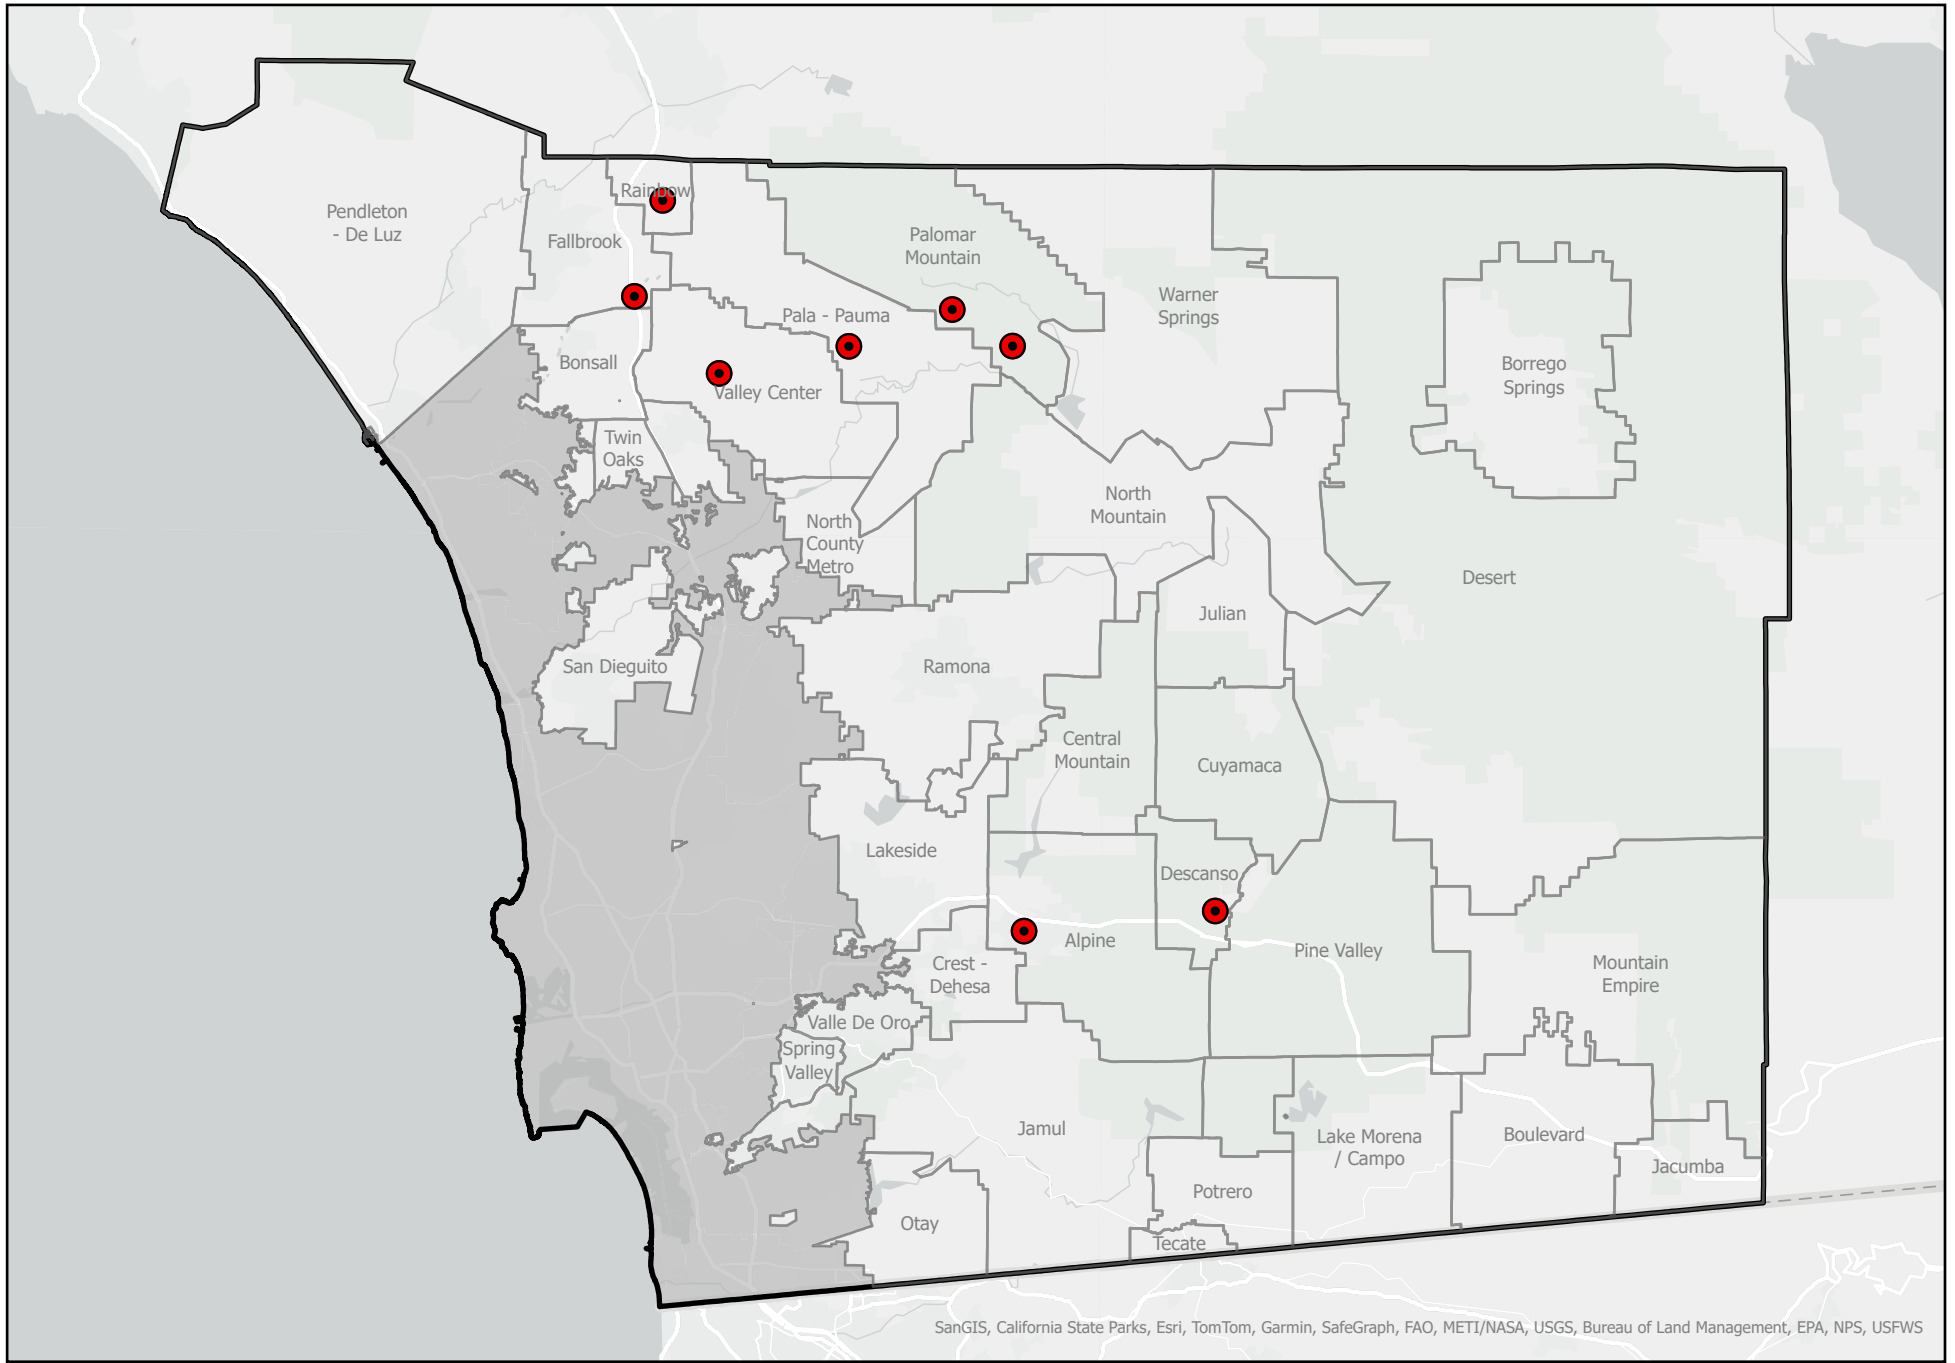 Rainbow
Pendleton
- De Luz
Fallbrook
Palomar
Mountain
Warner
Springs
Pala - Pauma
Bonsall
Borrego
Springs
Valley Center
Twin
Oaks
North
Mountain
North
County
Metro
Desert
Julian
San Dieguito
Ramona
Central
Mountain
Cuyamaca
Lakeside
Descanso
Alpine
Pine Valley
Crest -
Dehesa
Mountain
Empire
Valle De Oro
Spring
Valley
Jamul
Lake Morena
/ Campo
Boulevard
Jacumba
Potrero
Otay
Tecate
SanGIS, California State Parks, Esri, TomTom, Garmin, SafeGraph, FAO, METI/NASA, USGS, Bureau of Land Management, EPA, NPS, USFWS